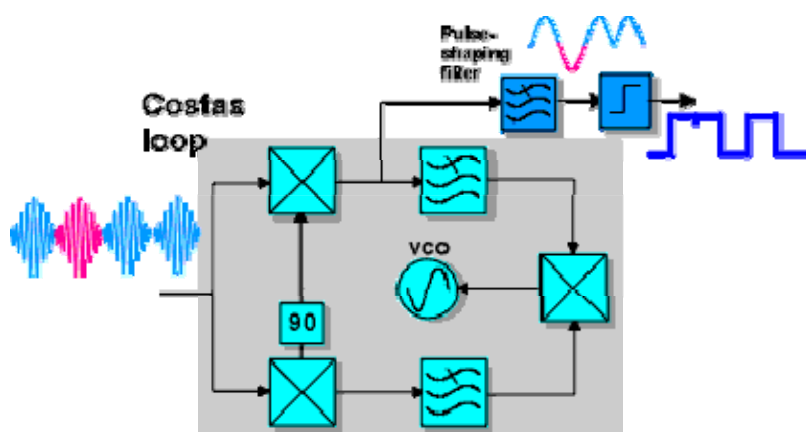 Pulse-
shaping
filter
Costas
loop
VCO
90